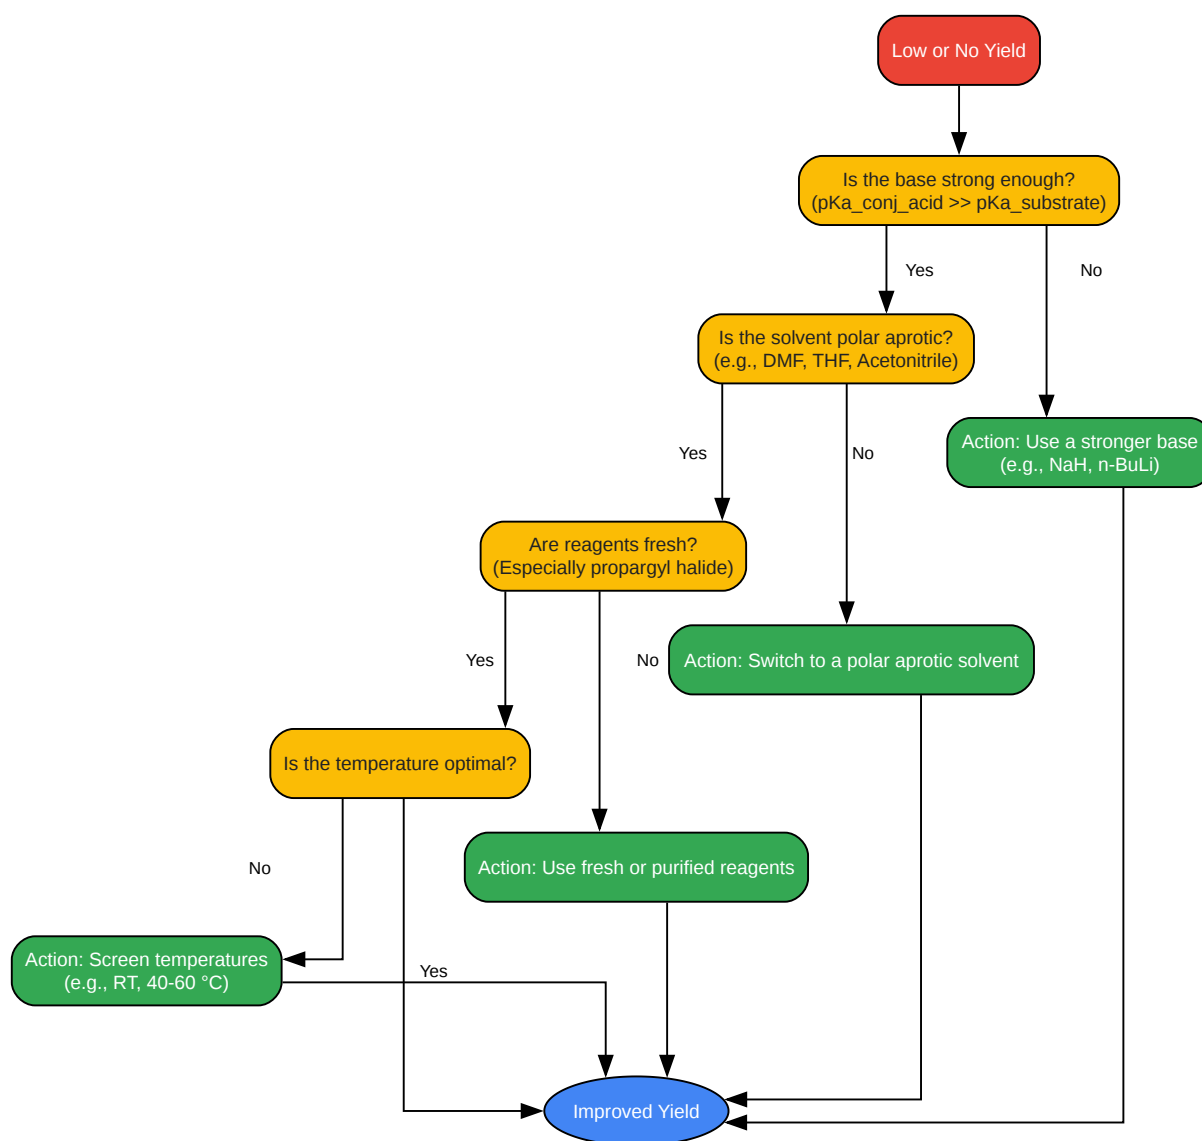 Low or No Yield
Is the base strong enough?
(pKa_conj_acid >> pKa_substrate)
Yes
No
Is the solvent polar aprotic?
(e.g., DMF, THF, Acetonitrile)
Yes
No
Action: Use a stronger base
(e.g., NaH, n-BuLi)
Are reagents fresh?
(Especially propargyl halide)
Yes
No
Action: Switch to a polar aprotic solvent
Is the temperature optimal?
No
Action: Use fresh or purified reagents
Action: Screen temperatures
(e.g., RT, 40-60 °C)
Yes
Improved Yield